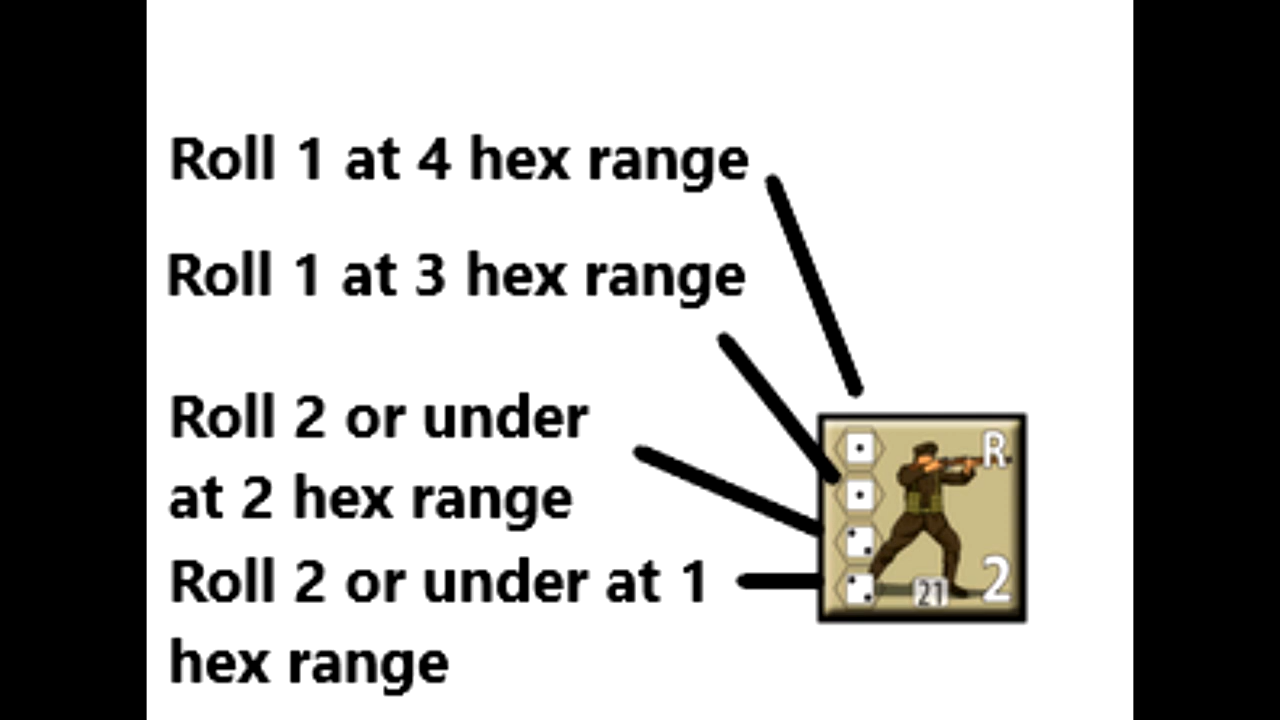 Roll 1 at 4 hex range
Roll 1 at 3 hex range
Roll 2 or under
at 2 hex range
Roll 2 or under at 1
hex range
R
2
21